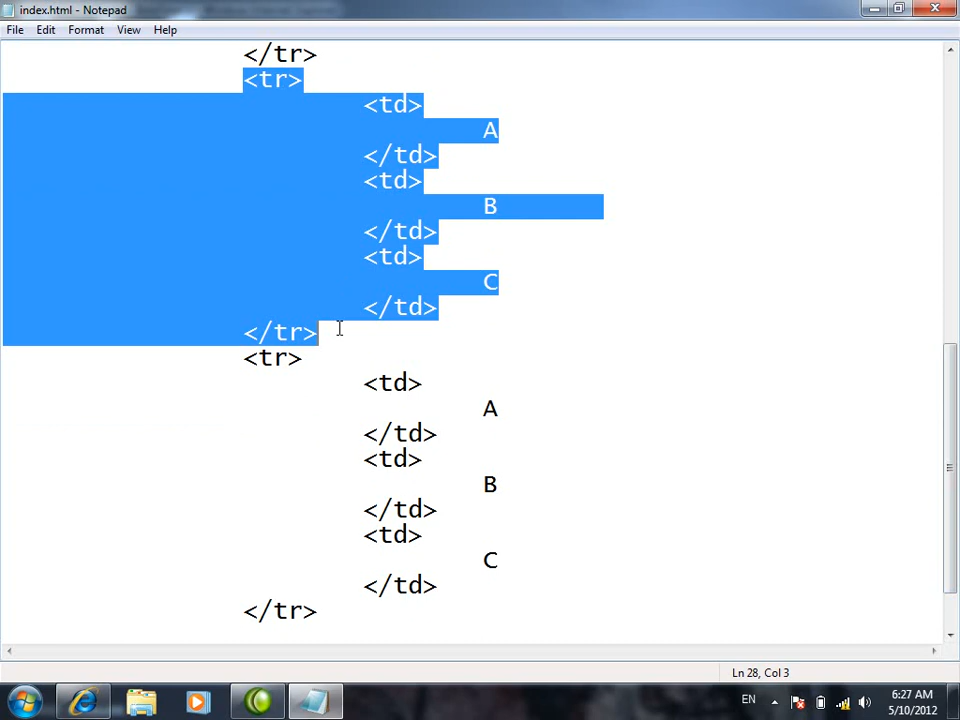 index.html - Notepad
File Edit Format View Help
</tr>
<tr>
<td>
A
</td>
<td>
B
</td>
<td>
C
</td>
</tr>
<tr>
<td>
A
</td>
<td>
B
</td>
<td>
C
</td>
</tr>
Ln 28, Col 3
EN
6:27 AM
5/10/2012